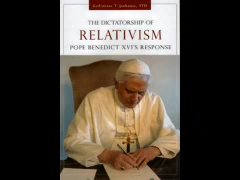 THE DICTATORSHIP OF
RELATIVISM
POPE BENEDICT XVI'S RESPONSE